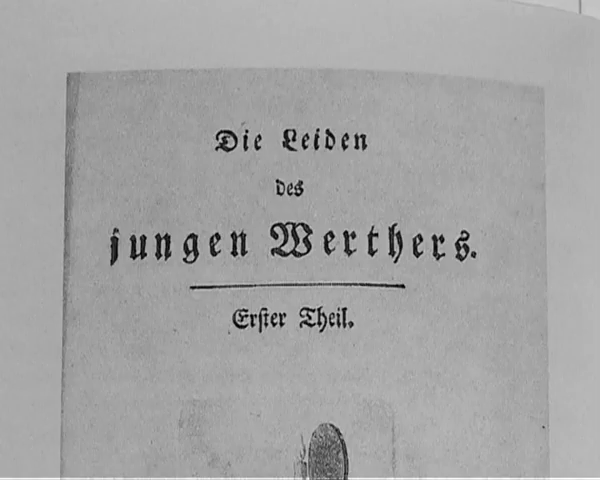 Die Leiden
des
jungen Werthers.
Erster Theil.